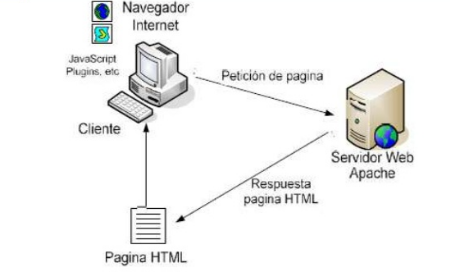 Navegador
Internet
JavaScript
Plugins, etc
Petición de pagina
Cliente
Servidor Web
Apache
Respuesta
pagina HTML
Pagina HTML